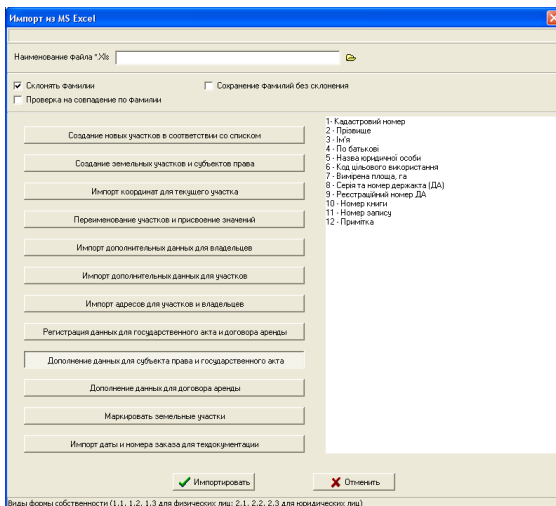 Импорт из MS Excel
Наименование файла *.Xls
Склонять фамилии
Сохранение фамилий без склонения
Проверка на совпадение по фамилии
Создание новых участков в соответствии со списком
Создание земельных участков и субъектов права
Импорт координат для текущего участка
Переименование участков и присвоение значений
Импорт дополнительных данных для владельцев
Импорт дополнительных данных для участков
Импорт адресов для участков и владельцев
Регистрация данных для государственного акта и договора аренды
Дополнение данных для субъекта права и государственного акта
Дополнение данных для договора аренды
Маркировать земельные участки
Импорт даты и номера заказа для техдокументации
1- Кадастровий номер
2 - Прізвище
3 - Ім'я
4 - По батькові
5 - Назва юридичної особи
6 - Код цільового використання
7 - Вимірена площа, га
8 - Серія та номер держакта (ДА)
9 - Реєстраційний номер ДА
10 - Номер книги
11 - Номер запису
12 - Примітка
Импортировать
Отменить
Виды формы собственности (1.1, 1.2, 1.3 для физических лиц; 2.1, 2.2, 2.3 для юридических лиц)